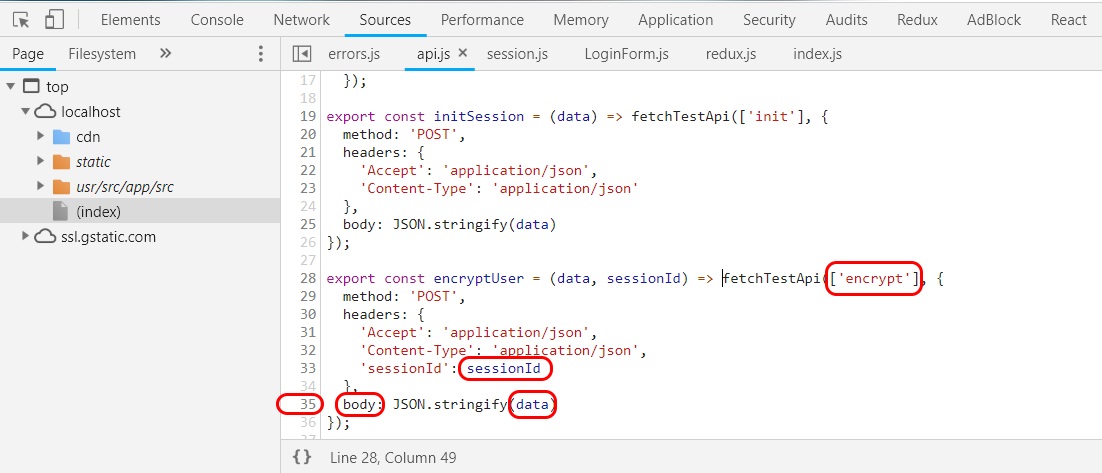 Elements Console Network Sources Performance Memory Application Security Audits Redux AdBlock React
Page Filesystem »
errors.js api.js × session.js LoginForm.js redux.js index.js
top
localhost
cdn
static
usr/src/app/src
(index)
ssl.gstatic.com
17 });
18
19 export const initSession = (data) => fetchTestApi(['init'], {
20 method: 'POST',
21 headers: {
22 'Accept': 'application/json',
23 'Content-Type': 'application/json'
24 },
25 body: JSON.stringify(data)
26 });
27
28 export const encryptUser = (data, sessionId) => fetchTestApi(['encrypt'], {
29 method: 'POST',
30 headers: {
31 'Accept': 'application/json',
32 'Content-Type': 'application/json',
33 'sessionId': sessionId
34 },
35 body: JSON.stringify(data)
36 });
37
{} Line 28, Column 49